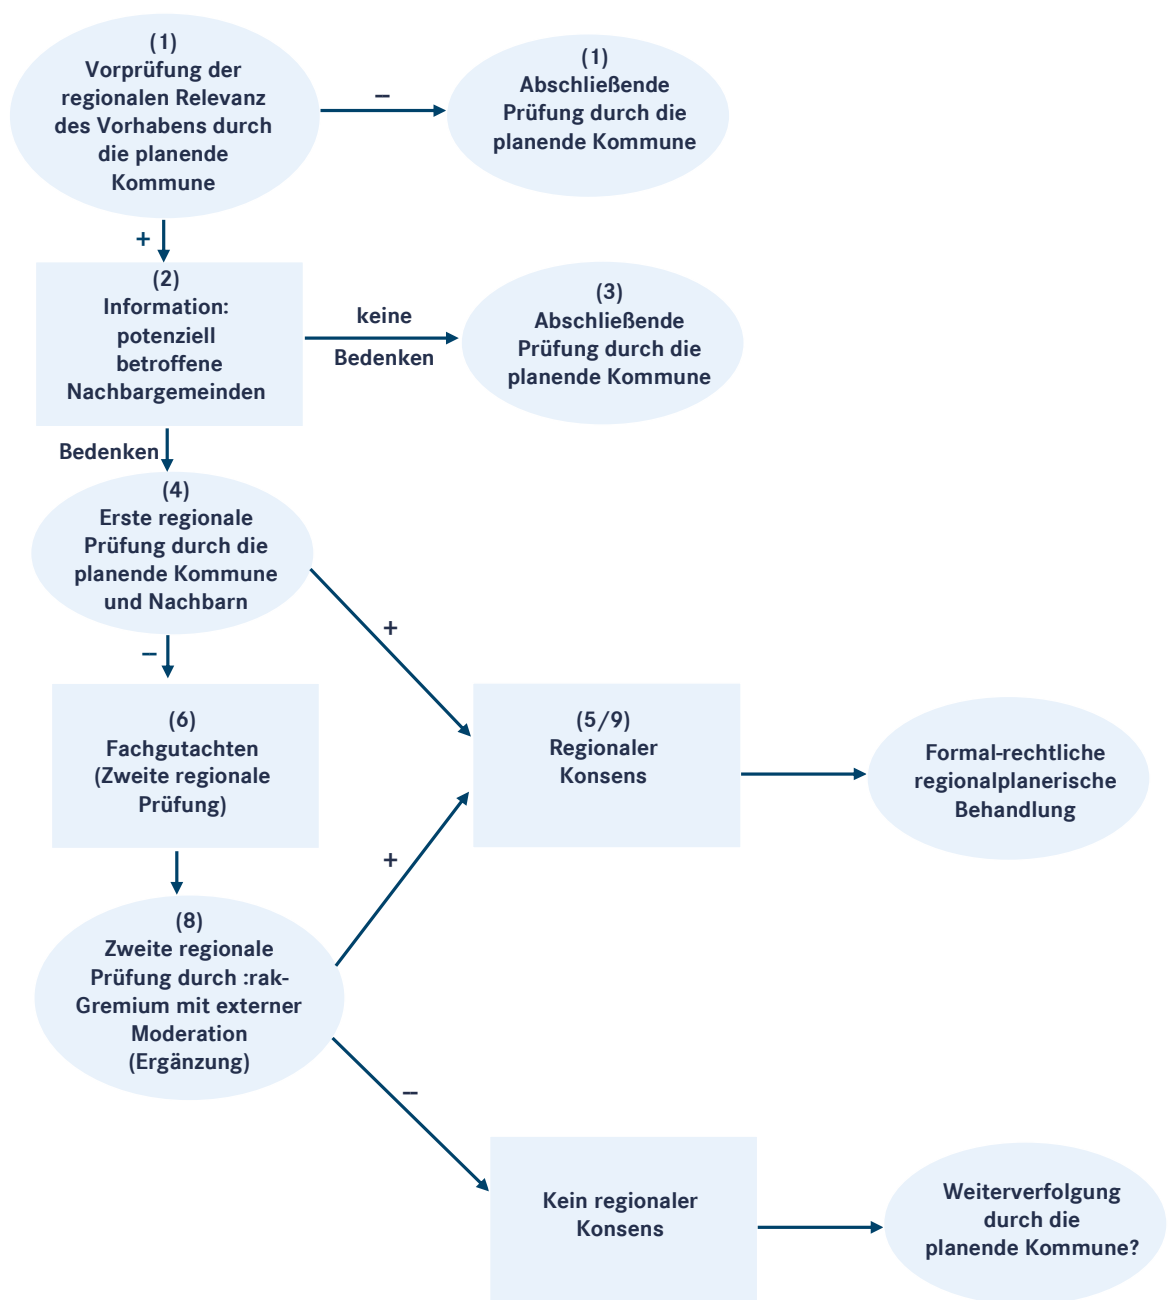 (1)
Vorprüfung der
regionalen Relevanz
des Vorhabens durch
die planende
Kommune
–
(1)
Abschließende
Prüfung durch die
planende Kommune
+
(2)
Information:
potenziell
betroffene
Nachbargemeinden
keine
Bedenken
(3)
Abschließende
Prüfung durch die
planende Kommune
Bedenken
(4)
Erste regionale
Prüfung durch die
planende Kommune
und Nachbarn
+
–
(6)
Fachgutachten
(Zweite regionale
Prüfung)
(5/9)
Regionaler
Konsens
Formal-rechtliche
regionalplanerische
Behandlung
+
(8)
Zweite regionale
Prüfung durch :rak-
Gremium mit externer
Moderation
(Ergänzung)
–
Kein regionaler
Konsens
Weiterverfolgung
durch die
planende Kommune?